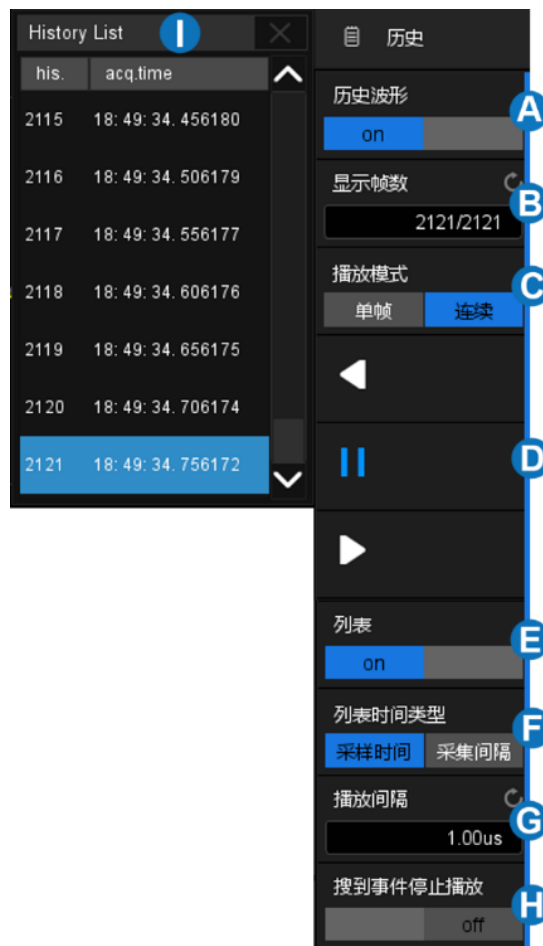 History List I
his. acq.time
2115 18: 49: 34. 456180
2116 18: 49: 34. 506179
2117 18: 49: 34. 556177
2118 18: 49: 34. 606176
2119 18: 49: 34. 656175
2120 18: 49: 34. 706174
2121 18: 49: 34. 756172
历史
历史波形
A
on
显示帧数
B
2121/2121
播放模式
C
单帧 连续
D
列表
E
on
列表时间类型
F
采样时间 采集间隔
播放间隔
G
1.00us
搜到事件停止播放
H
off